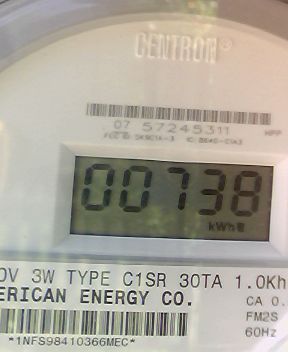 CENTRON®
07 57245311
HPP
00738
kWh
0V 3W TYPE C1SR 30TA 1.0Kh
ERICAN ENERGY CO.
CA 0.
FM2S
60Hz
*1NFS98410366MEC*